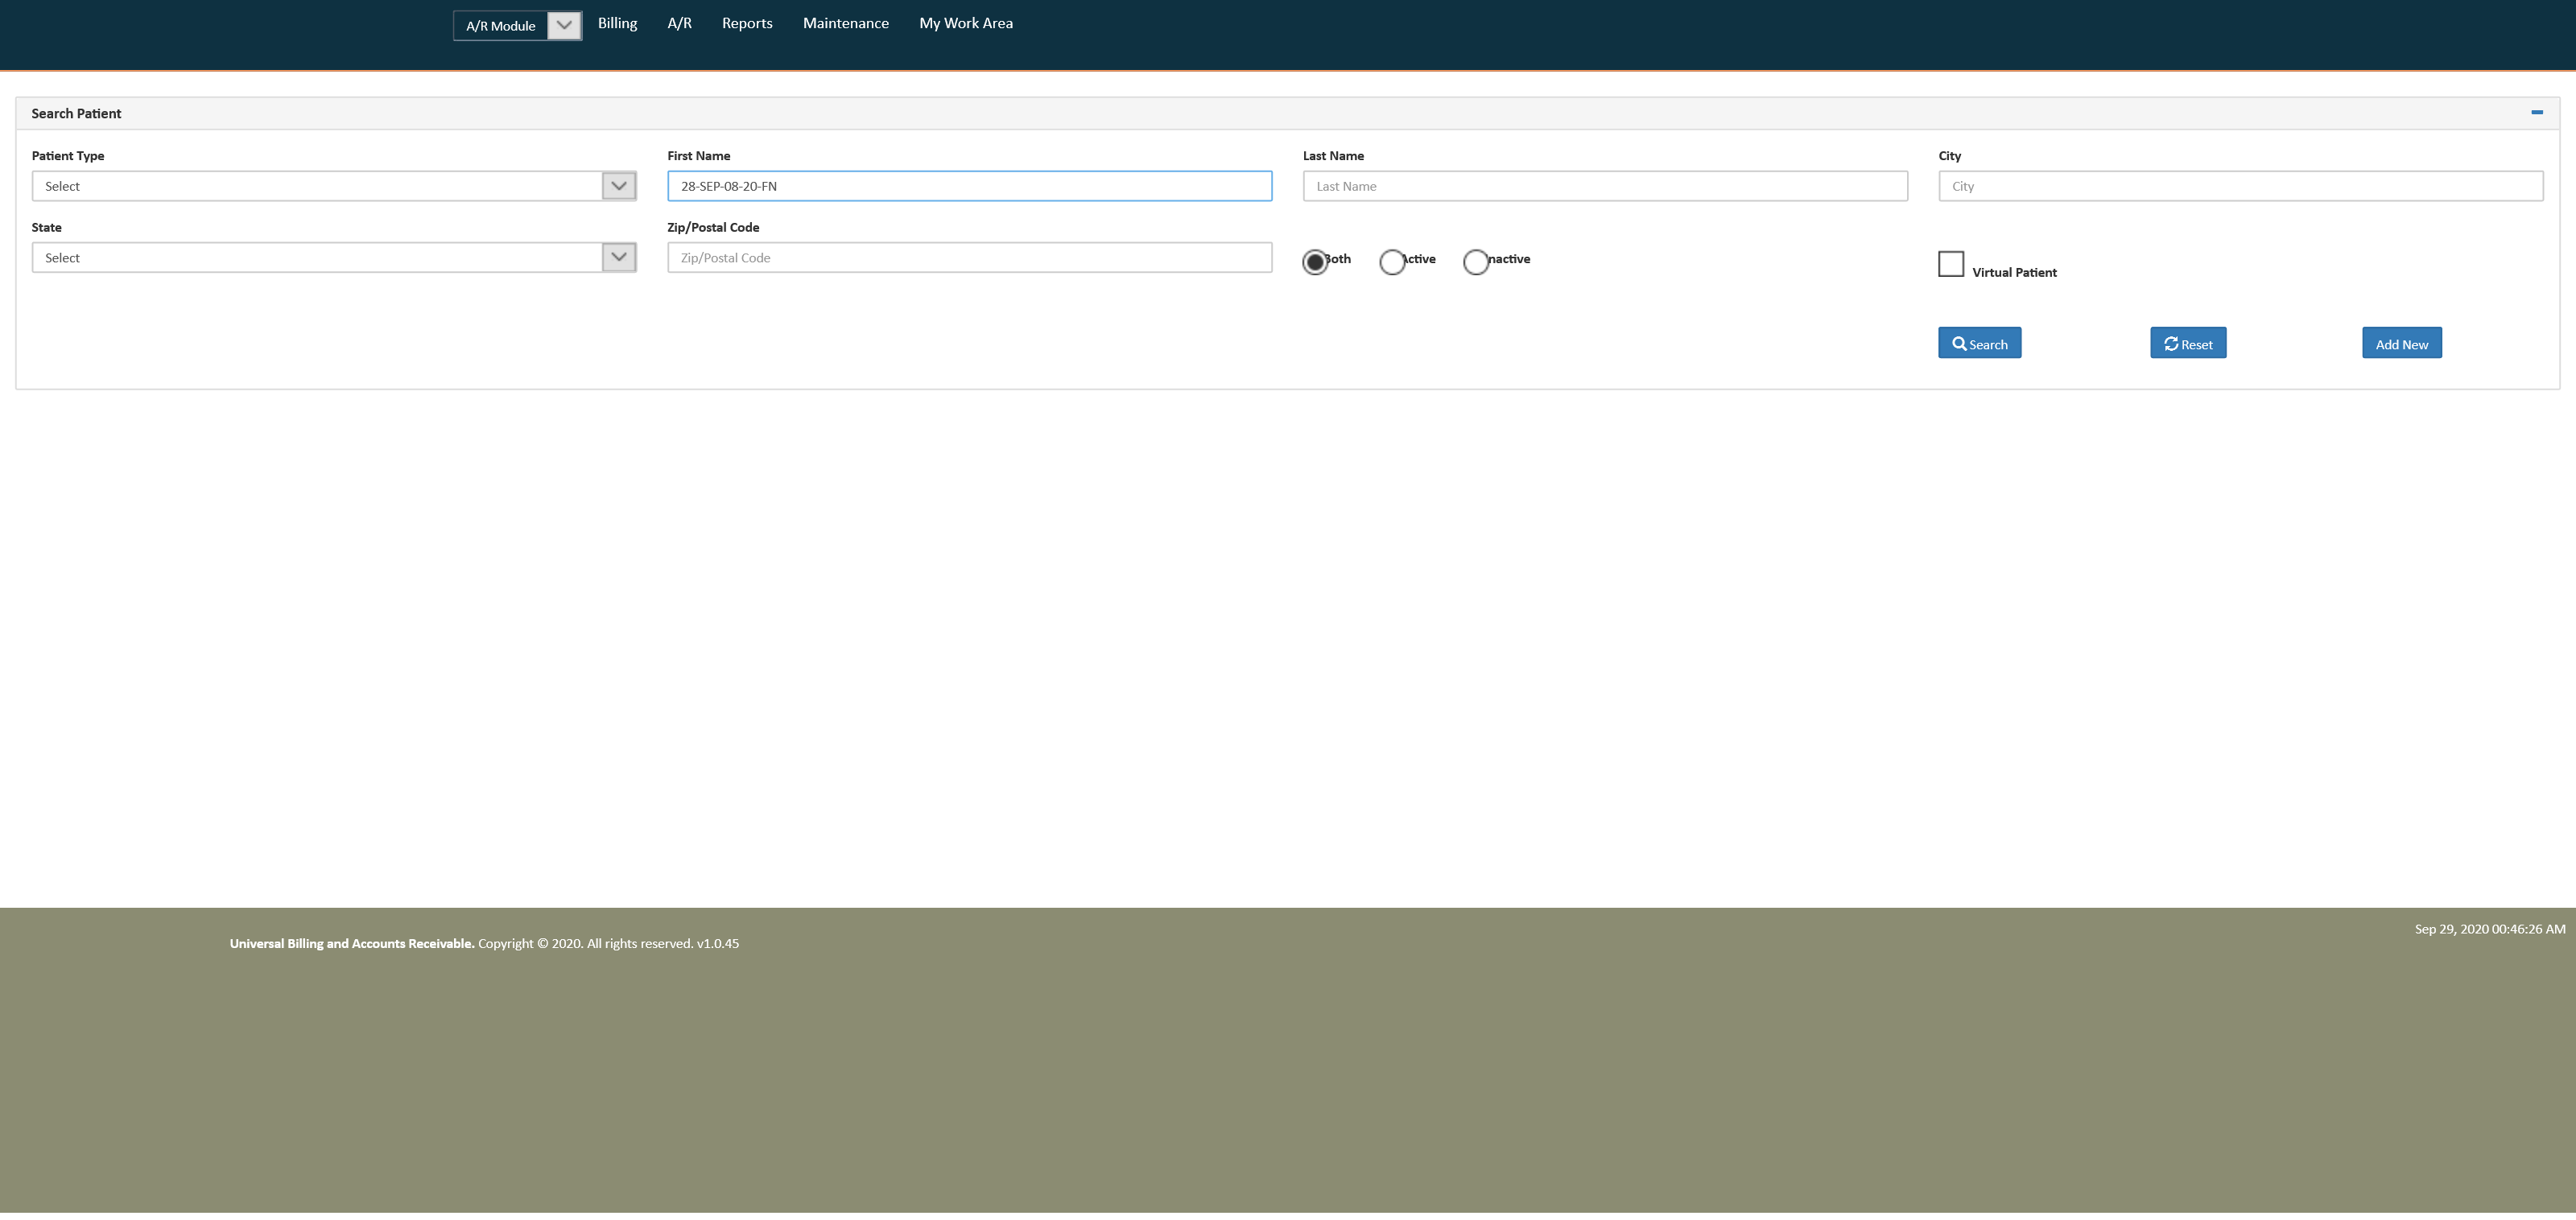 A/R Module Billing A/R Reports Maintenance My Work Area
Search Patient
Patient Type First Name Last Name City
Select 28-SEP-08-20-FN Last Name City
State Zip/Postal Code
Select Zip/Postal Code Both Active Inactive Virtual Patient
Search Reset Add New
Universal Billing and Accounts Receivable. Copyright © 2020. All rights reserved. v1.0.45
Sep 29, 2020 00:46:26 AM